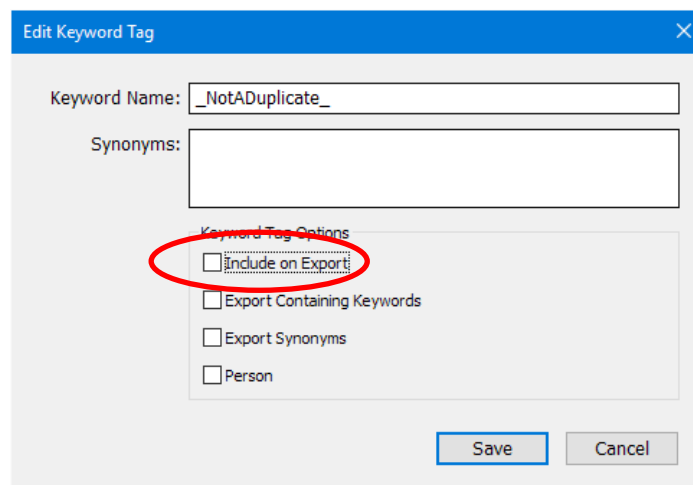 Edit Keyword Tag
Keyword Name: _NotADuplicate_
Synonyms:
Keyword Tag Options
Include on Export
Export Containing Keywords
Export Synonyms
Person
Save Cancel